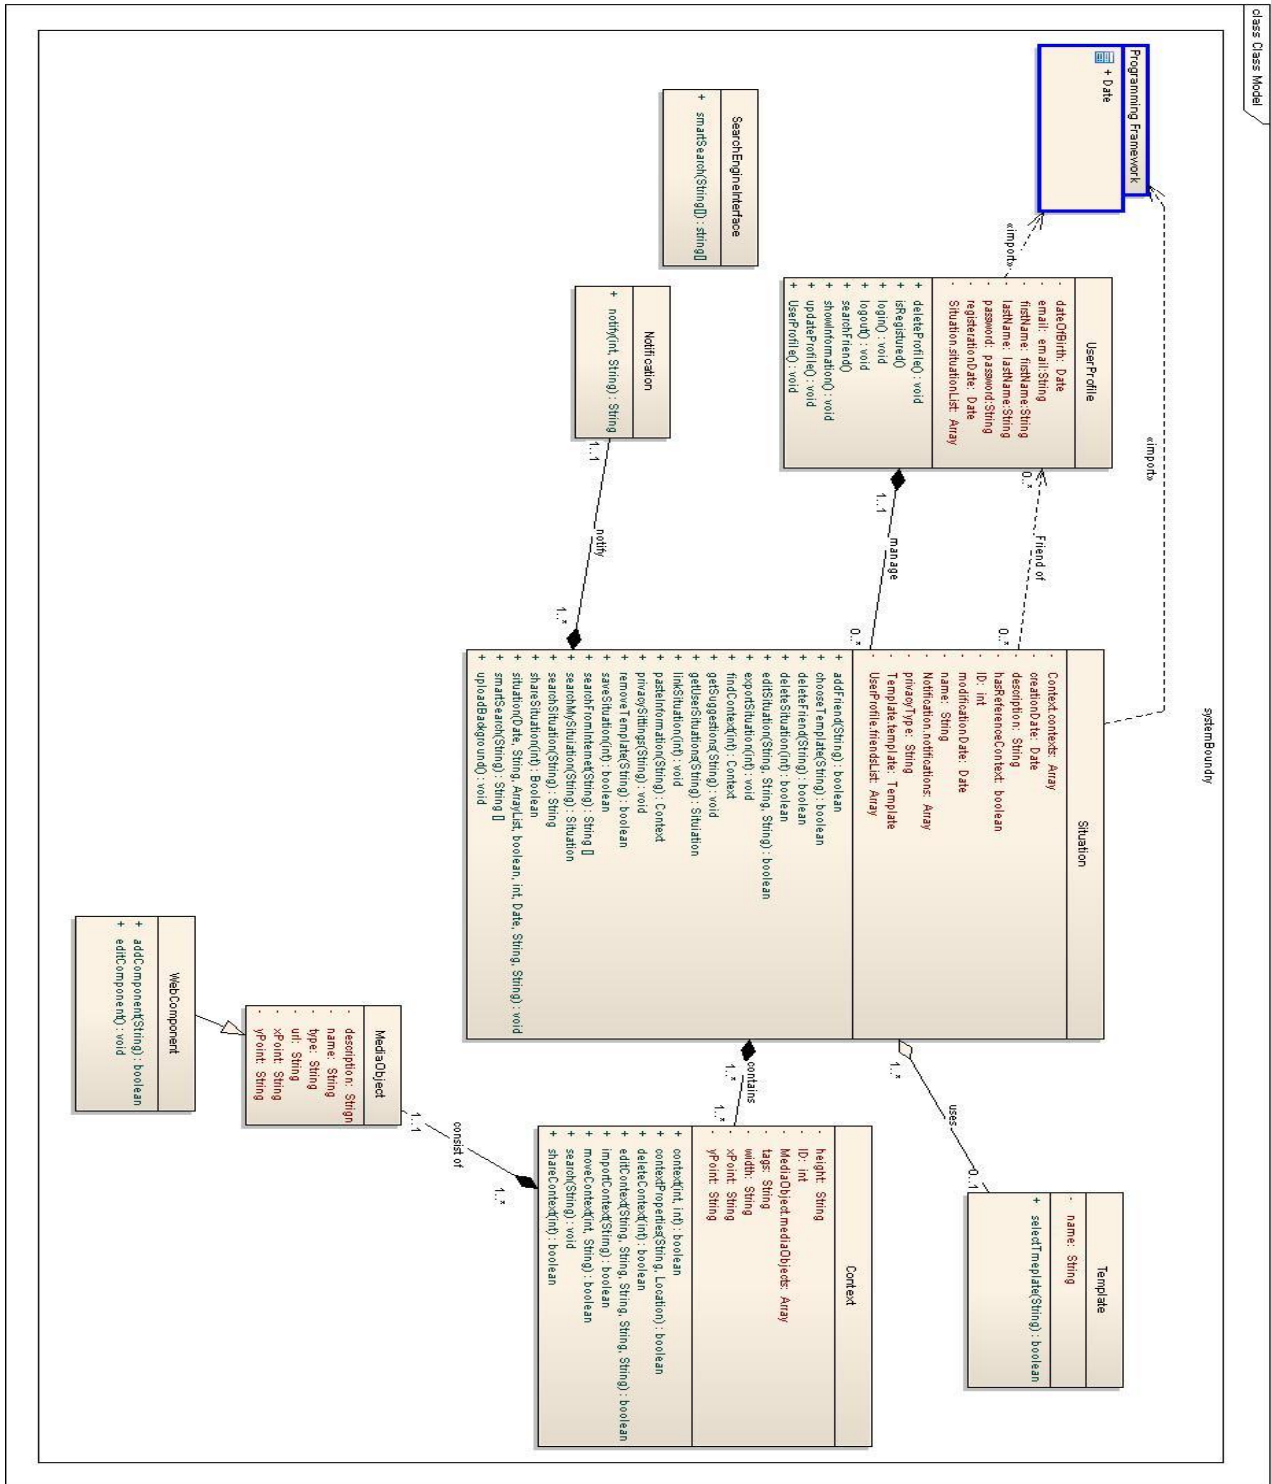 class Class Model
systemBoundry
Programming Framework
+ Date
«import»
«import»
UserProfile
- dateOfBirth: Date
- email: email:String
- firstName: firstName:String
- lastName: lastName:String
- password: password:String
- registerationDate: Date
- Situation.situationList: Array
+ deleteProfile() : void
+ isRegistured()
+ login() : void
+ logout() : void
+ searchFriend()
+ showInformation() : void
+ updateProfile() : void
+ UserProfile() : void
SearchEngineInterface
+ smartSearch(String[]) : string[]
Notification
+ notify(int, String) : String
0..*
Friend of
0..*
1..1
manage
0..*
1..1
notify
1..*
Situation
- Context.contexts: Array
- creationDate: Date
- description: String
- hasReferenceContext: boolean
- ID: int
- modificationDate: Date
- name: String
- Notification.notifications: Array
- privacyType: String
- Template.template: Template
- UserProfile.friendsList: Array
+ addFriend(String) : boolean
+ chooseTemplate(String) : boolean
+ deleteFriend(String) : boolean
+ deleteSituation(int) : boolean
+ editSituation(String, String, String) : boolean
+ exportSituation(int) : void
+ findContext(int) : Context
+ getSuggestions(String) : void
+ getUserSituations(String) : Situiation
+ linkSituation(int) : void
+ pasteInformation(String) : Context
+ privacySittings(String) : void
+ removeTemplate(String) : boolean
+ saveSituation(int) : boolean
+ searchFromInternet(String) : String []
+ searchMySituiation(String) : Situation
+ searchSituation(String) : String
+ shareSituation(int) : Boolean
+ situation(Date, String, ArrayList, boolean, int, Date, String, String) : void
+ smartSearch(String) : String []
+ uploadBackground() : void
1..*
uses
0..1
contains
1..*
1..*
Template
- name: String
+ selectTmeplate(String) : boolean
Context
- height: String
- ID: int
- MediaObject.mediaObjects: Array
- tags: String
- width: String
- xPoint: String
- yPoint: String
+ context(int, int) : boolean
+ contextProperties(String, Location) : boolean
+ deleteContext(int) : boolean
+ editContext(String, String, String, String, String) : boolean
+ importContext(Stirng) : boolean
+ moveContext(int, String) : boolean
+ search(String) : void
+ shareContext(int) : boolean
1..1
consist of
1..*
MediaObject
- description: Strign
- name: String
- type: String
- url: String
- xPoint: String
- yPoint: String
WebComponent
+ addComponent(String) : boolean
+ editComponent() : void